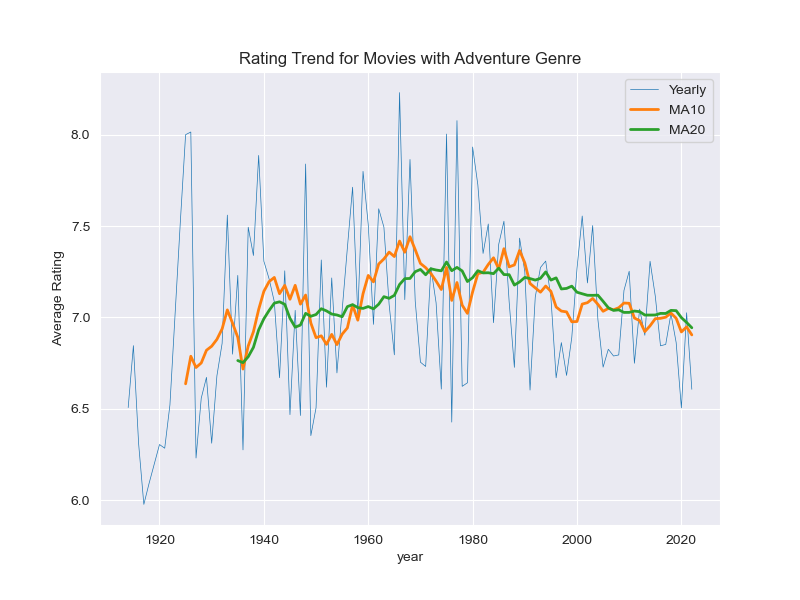 Rating Trend for Movies with Adventure Genre
Yearly
MA10
MA20
8.0
7.5
7.0
6.5
6.0
Average Rating
1920
1940
1960
1980
2000
2020
year